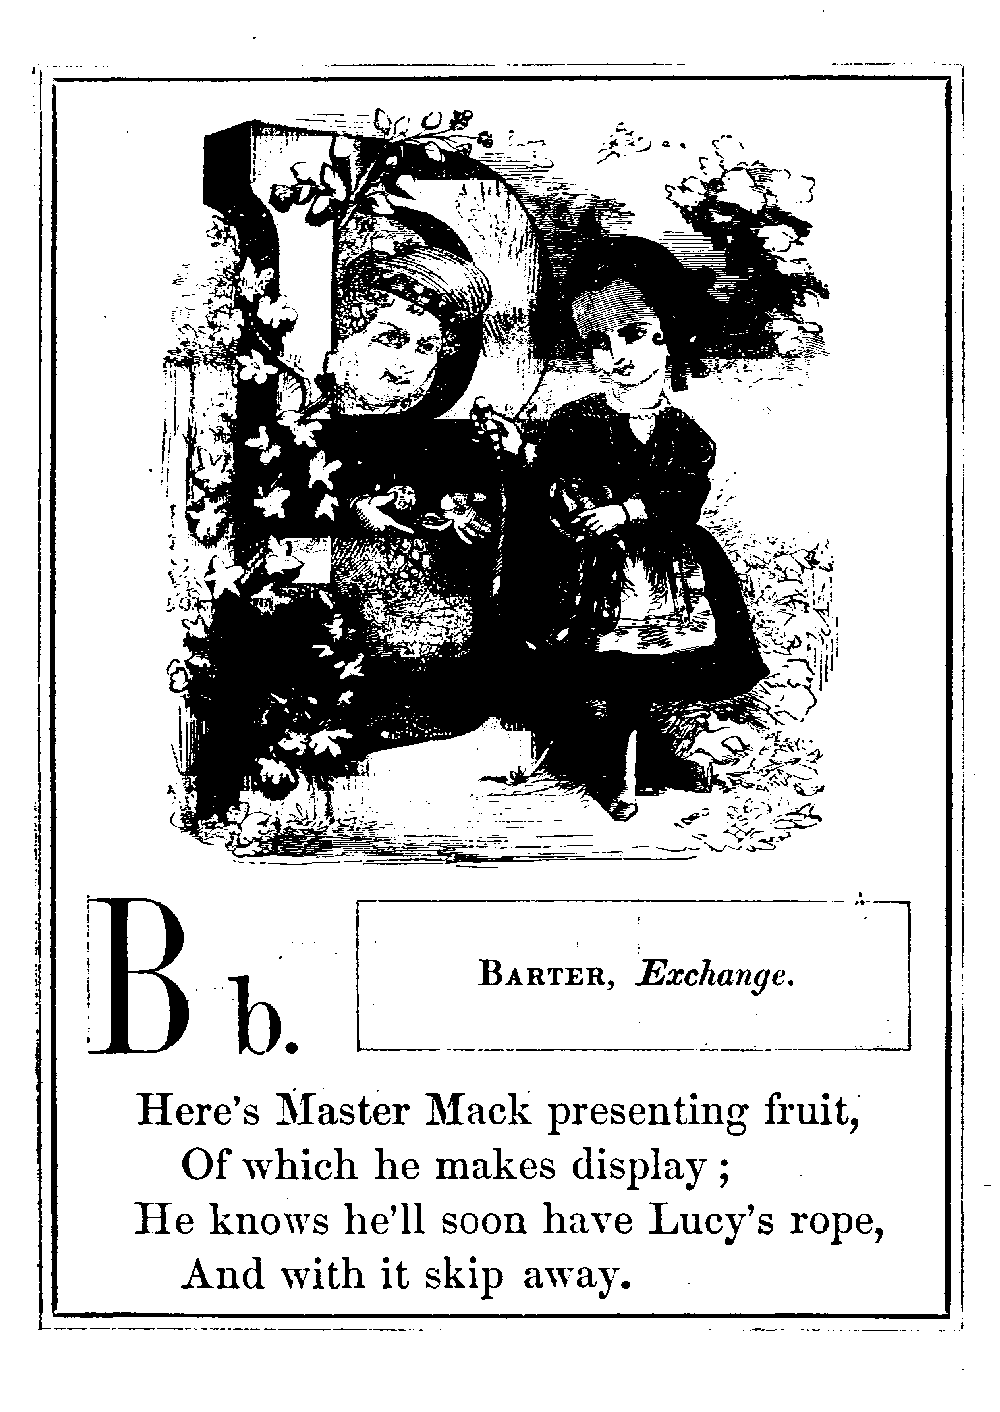 B b.
BARTER, Exchange.
Here's Master Mack presenting fruit,
Of which he makes display ;
He knows he'll soon have Lucy's rope,
And with it skip away.